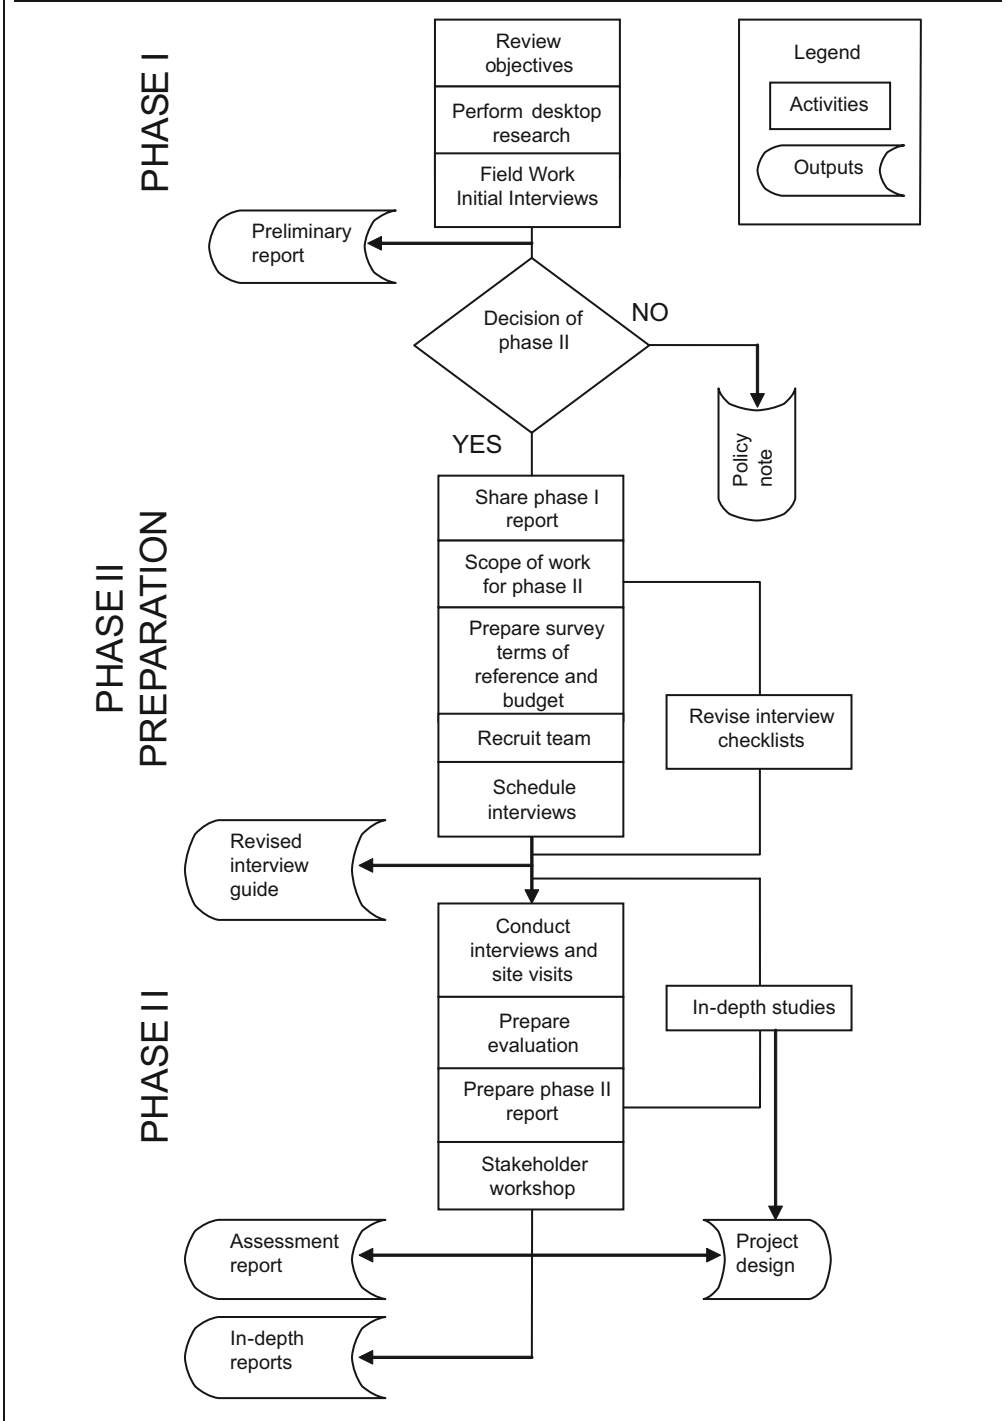 PHASE I
Review
objectives
Perform desktop
research
Field Work
Initial Interviews
Legend
Activities
Outputs
Preliminary
report
Decision of
phase II
NO
YES
Policy
note
PHASE II
PREPARATION
Share phase I
report
Scope of work
for phase II
Prepare survey
terms of
reference and
budget
Recruit team
Schedule
interviews
Revise interview
checklists
Revised
interview
guide
PHASE II
Conduct
interviews and
site visits
Prepare
evaluation
Prepare phase II
report
Stakeholder
workshop
In-depth studies
Assessment
report
Project
design
In-depth
reports